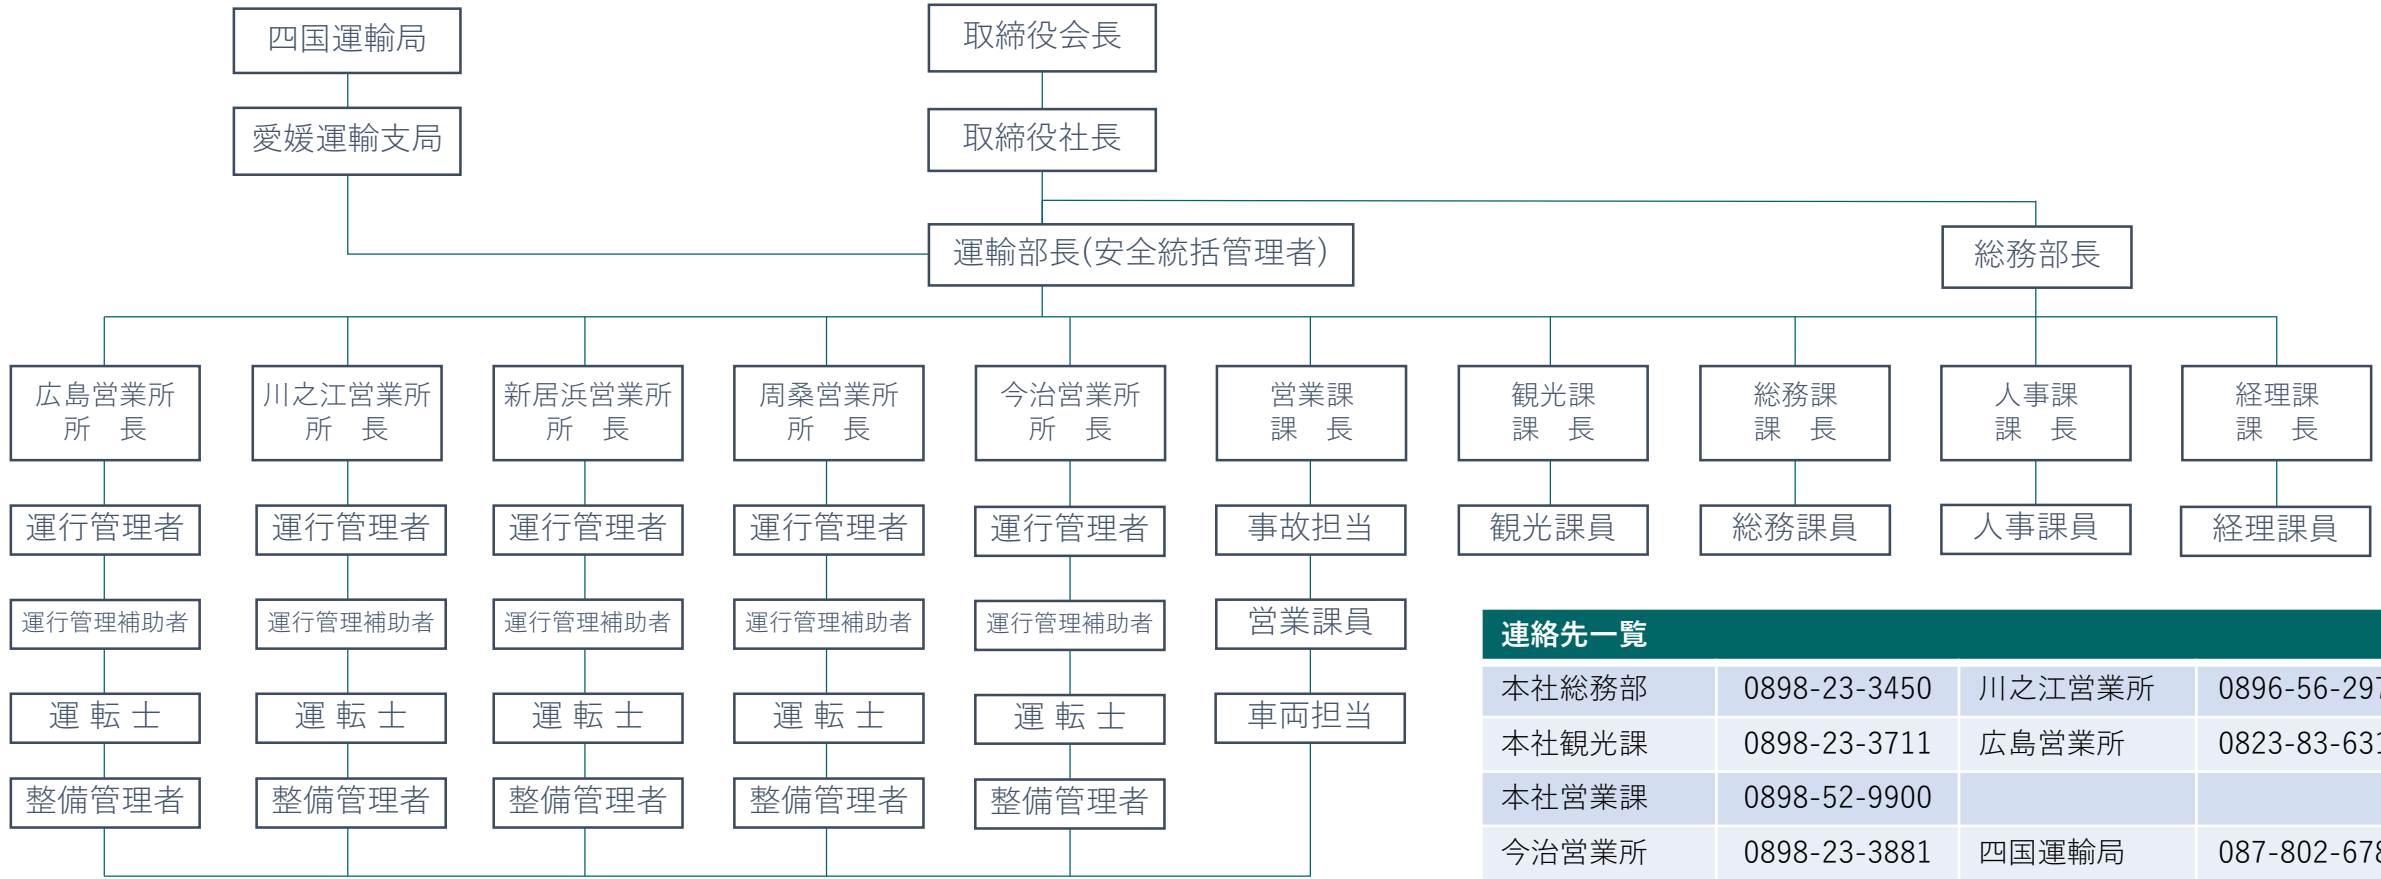 四国運輸局
取締役会長
愛媛運輸支局
取締役社長
運輸部長(安全統括管理者)
総務部長
広島営業所
所　長
川之江営業所
所　長
新居浜営業所
所　長
周桑営業所
所　長
今治営業所
所　長
営業課
課　長
観光課
課　長
総務課
課　長
人事課
課　長
経理課
課　長
運行管理者
運行管理者
運行管理者
運行管理者
運行管理者
事故担当
観光課員
総務課員
人事課員
経理課員
運行管理補助者
運行管理補助者
運行管理補助者
運行管理補助者
運行管理補助者
営業課員
運 転 士
運 転 士
運 転 士
運 転 士
運 転 士
車両担当
整備管理者
整備管理者
整備管理者
整備管理者
整備管理者
連絡先一覧
本社総務部 0898-23-3450 川之江営業所 0896-56-297
本社観光課 0898-23-3711 広島営業所 0823-83-631
本社営業課 0898-52-9900
今治営業所 0898-23-3881 四国運輸局 087-802-678